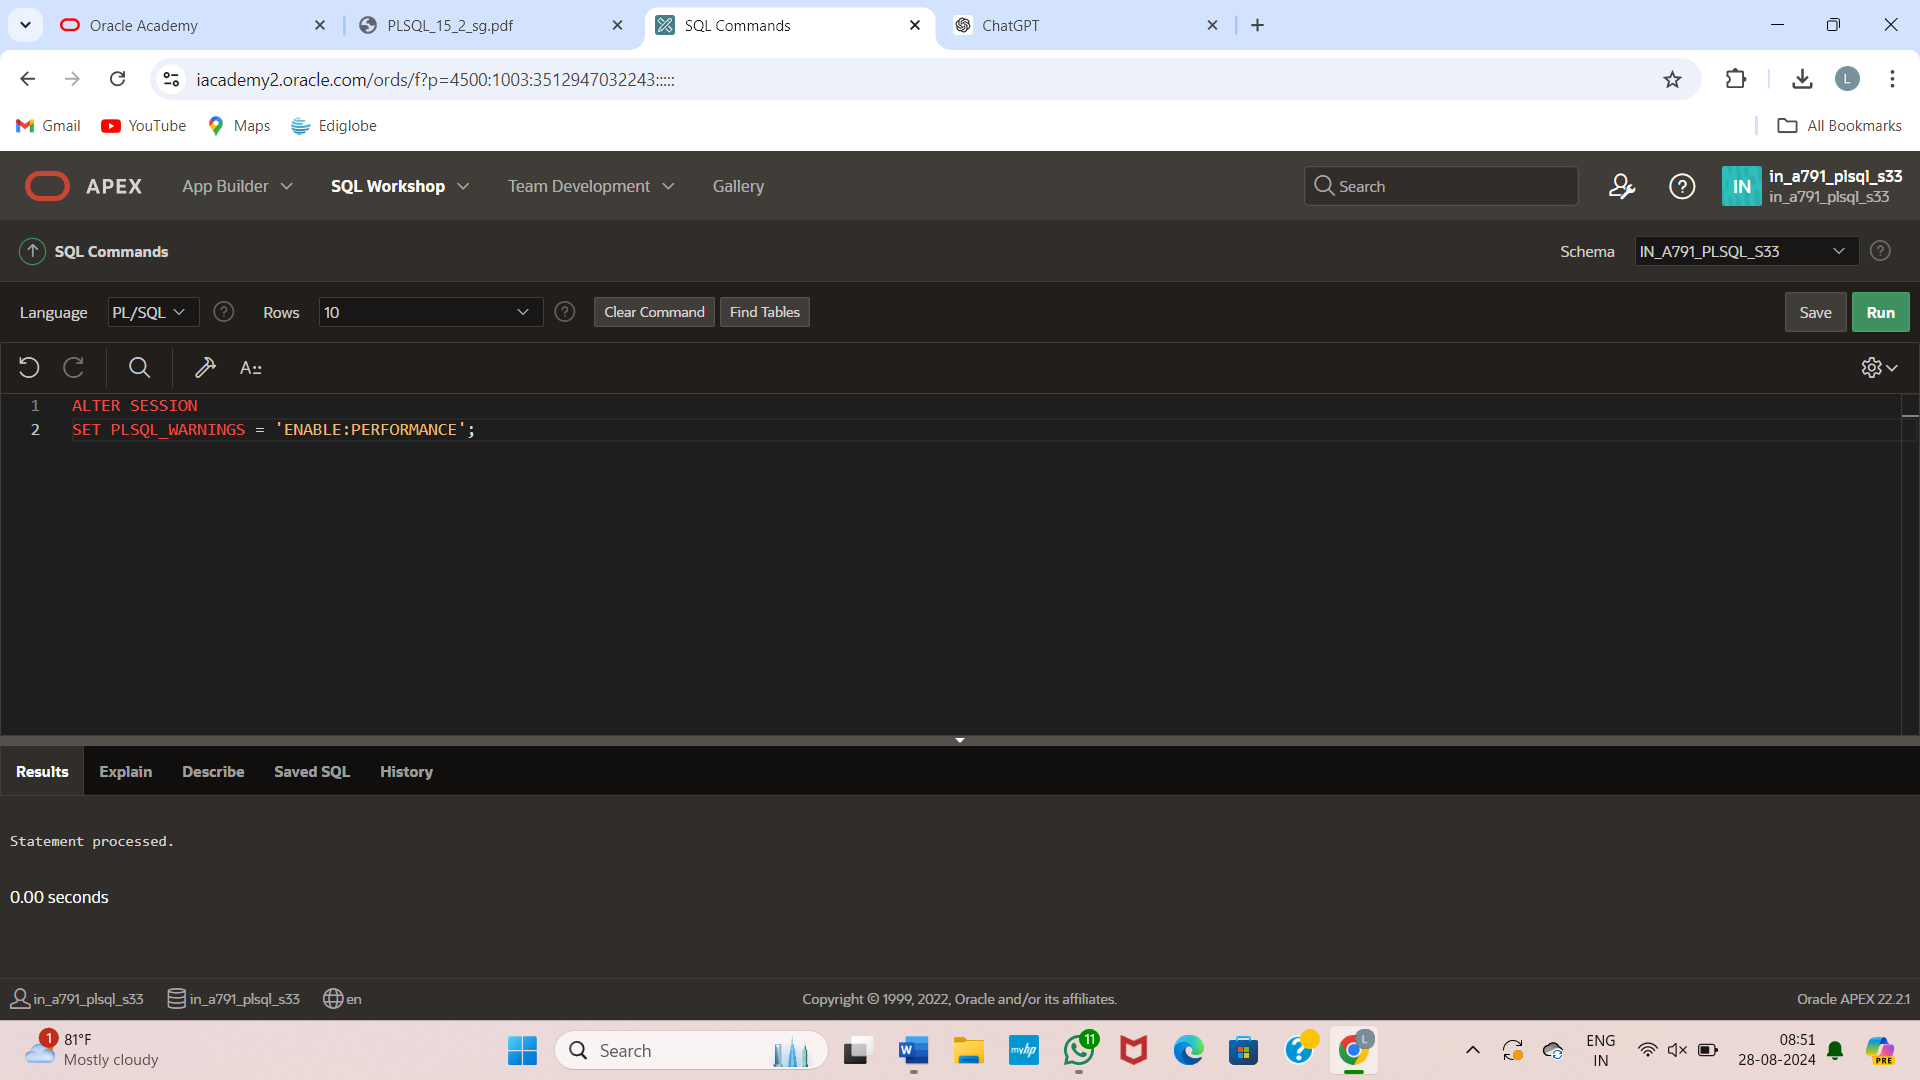 Oracle Academy
PLSQL_15_2_sg.pdf
SQL Commands
ChatGPT
iacademy2.oracle.com/ords/f?p=4500:1003:3512947032243:::::
L
Gmail
YouTube
Maps
Ediglobe
All Bookmarks
APEX
App Builder
SQL Workshop
Team Development
Gallery
Search
IN
in_a791_plsql_s33
in_a791_plsql_s33
SQL Commands
Schema
IN_A791_PLSQL_S33
Language
PL/SQL
Rows
10
Clear Command
Find Tables
Save
Run
A::
1 ALTER SESSION
2 SET PLSQL_WARNINGS = 'ENABLE:PERFORMANCE';
Results
Explain
Describe
Saved SQL
History
Statement processed.
0.00 seconds
in_a791_plsql_s33
in_a791_plsql_s33
en
Copyright © 1999, 2022, Oracle and/or its affiliates.
Oracle APEX 22.2.1
1
81°F
Mostly cloudy
Search
W
myhp
11
L
ENG
IN
08:51
28-08-2024
PRE